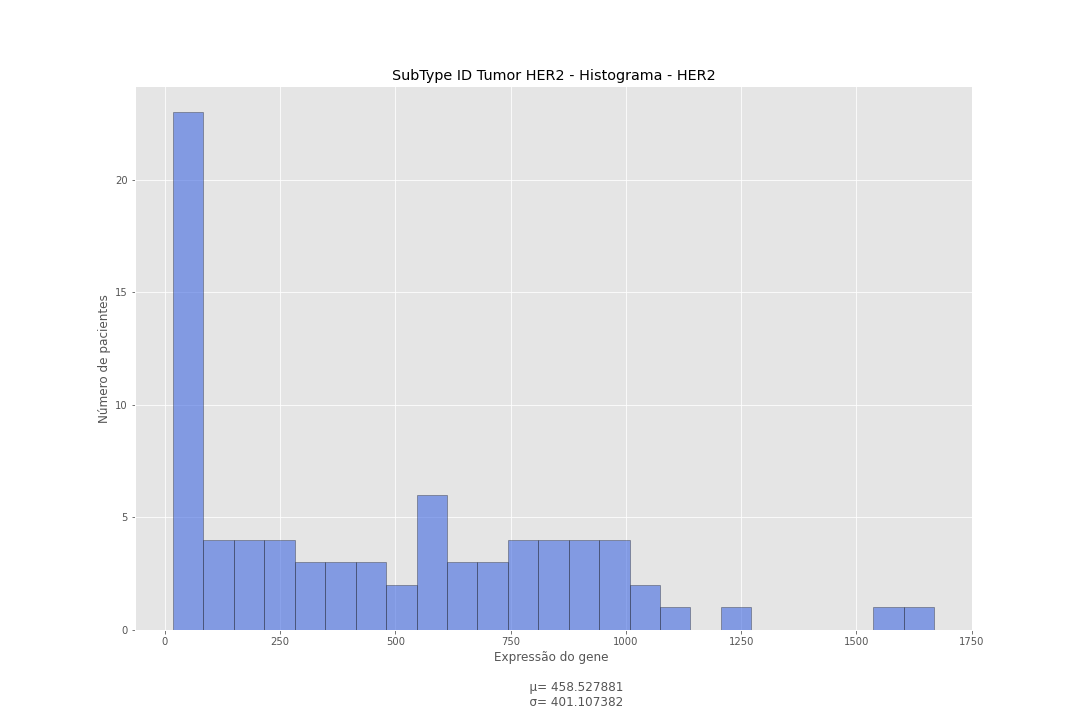 SubType ID Tumor HER2 - Histograma - HER2
Número de pacientes
20
15
10
5
0
0 250 500 750 1000 1250 1500 1750
Expressão do gene
μ= 458.527881
σ= 401.107382